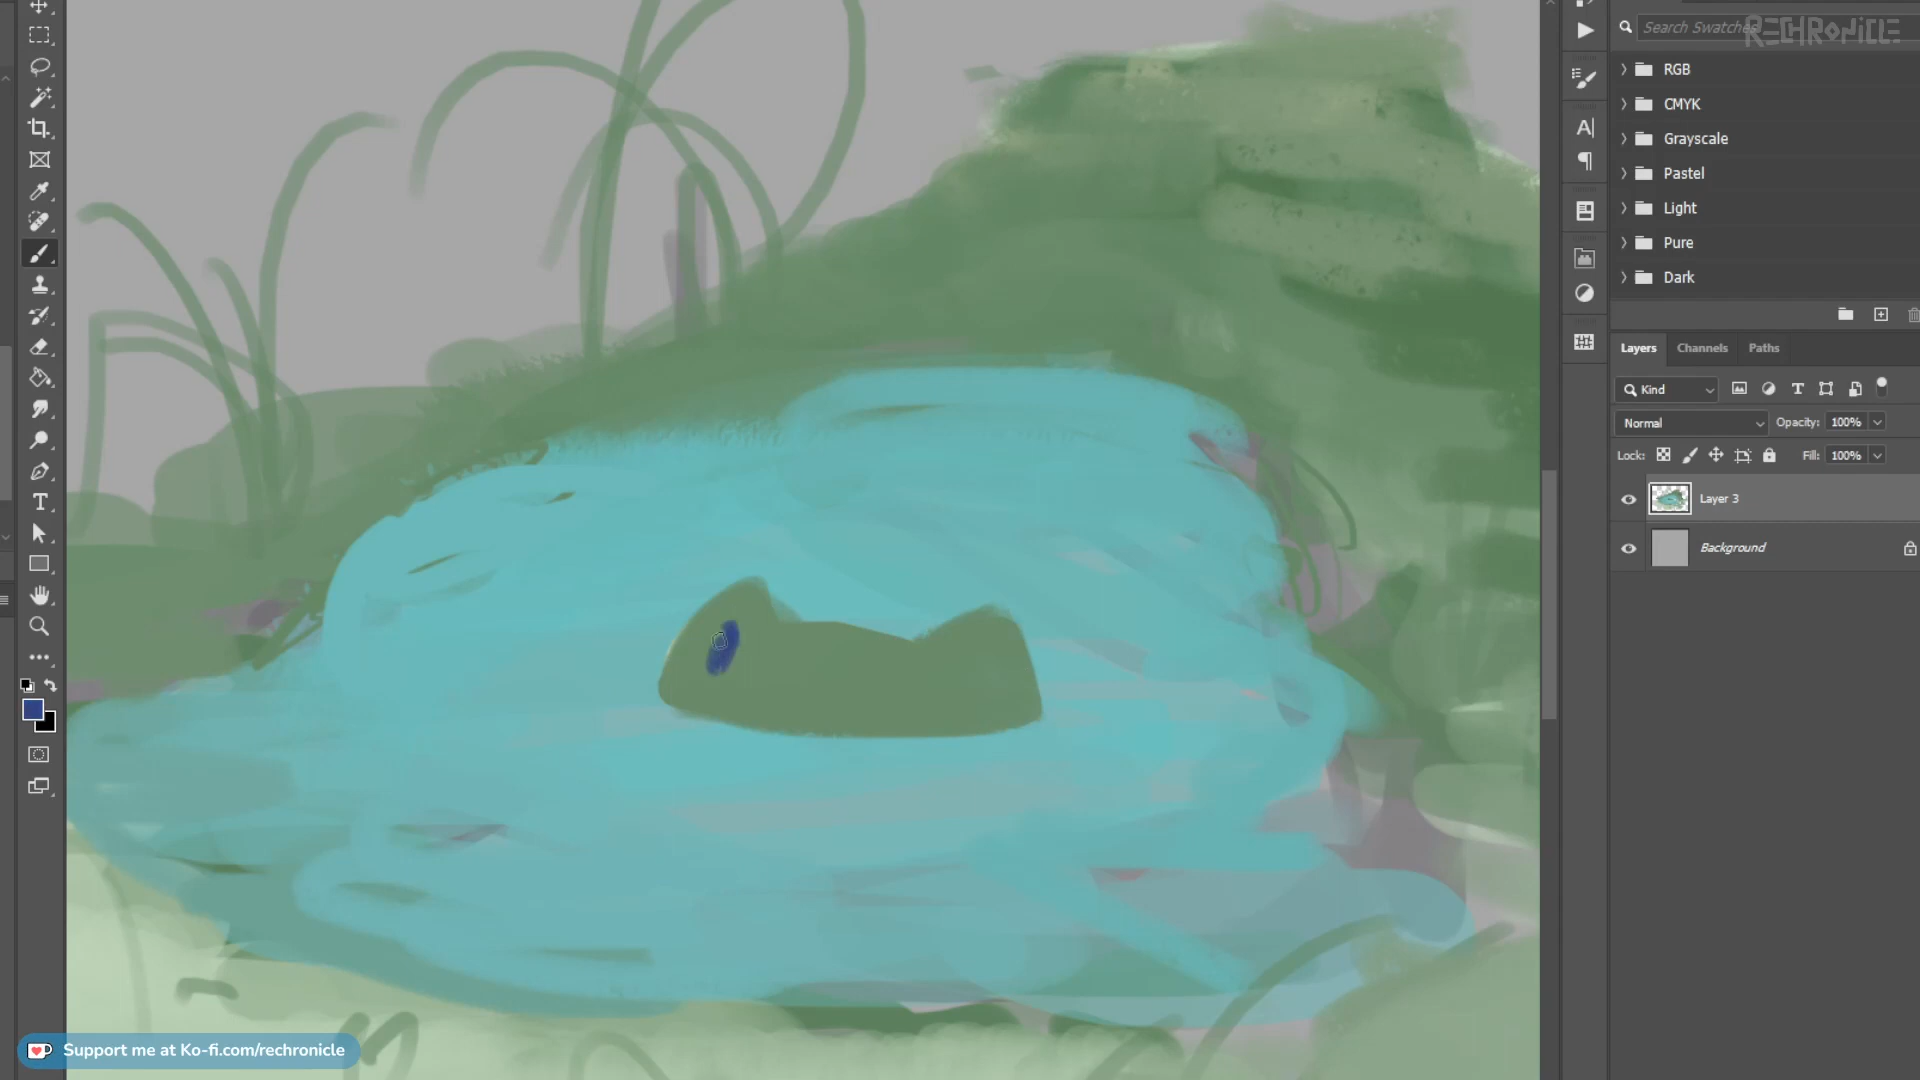 Search Swatches
RECHRONICLE
RGB
CMYK
Grayscale
Pastel
Light
Pure
Dark
Layers Channels Paths
Kind
Normal Opacity: 100%
Lock: Fill: 100%
Layer 3
Background
Support me at Ko-fi.com/rechronicle